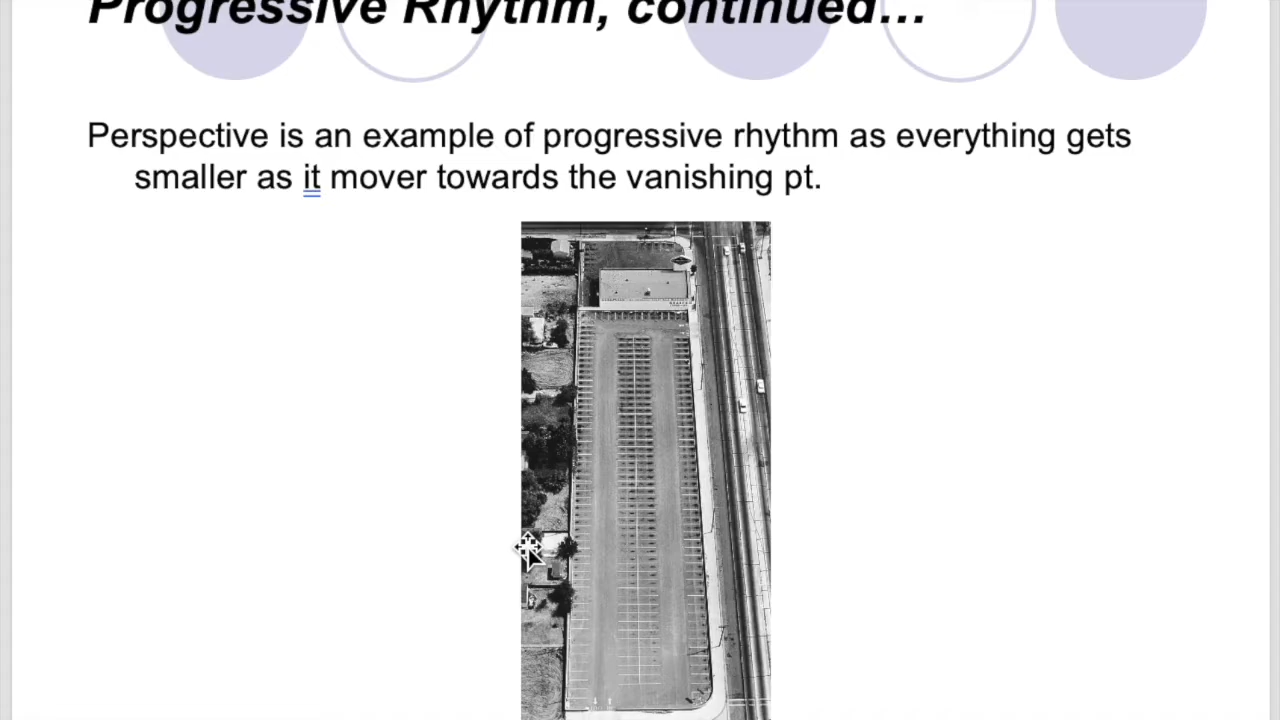 Progressive Rhythm, continued…
Perspective is an example of progressive rhythm as everything gets
smaller as it mover towards the vanishing pt.